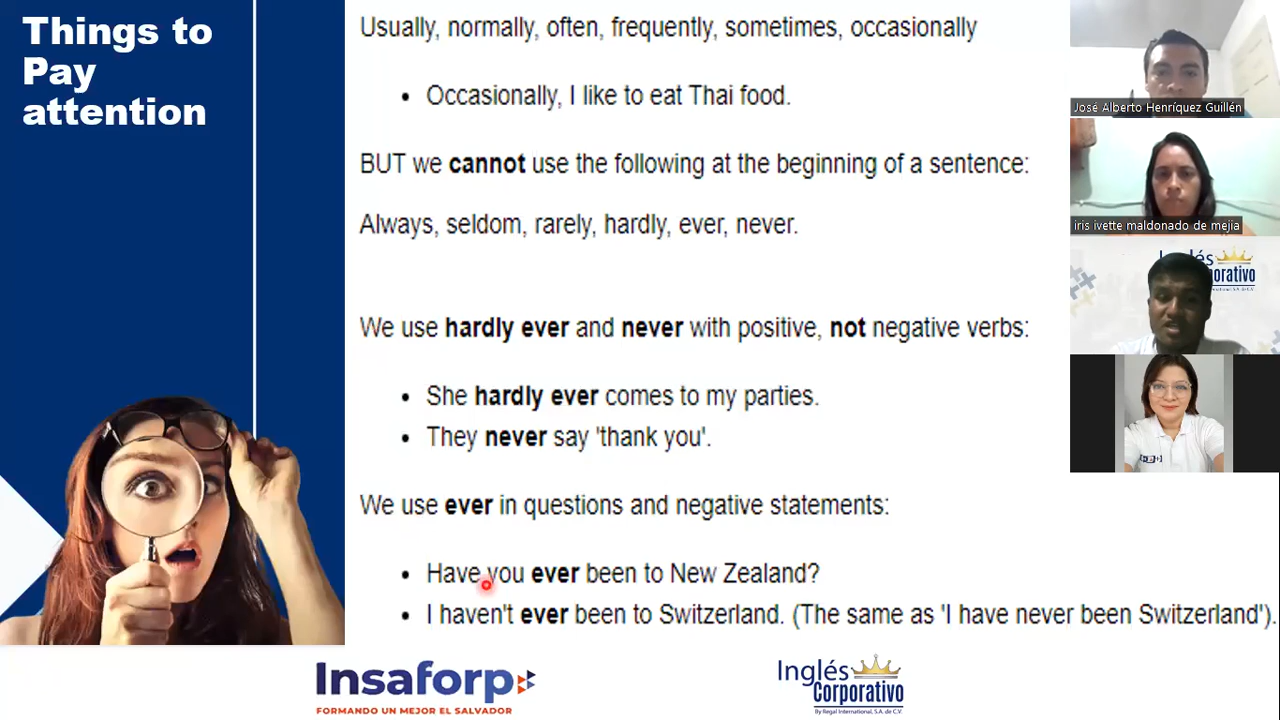 Things to
Pay
attention
Usually, normally, often, frequently, sometimes, occasionally
• Occasionally, I like to eat Thai food.
BUT we cannot use the following at the beginning of a sentence:
Always, seldom, rarely, hardly, ever, never.
We use hardly ever and never with positive, not negative verbs:
• She hardly ever comes to my parties.
• They never say 'thank you'.
We use ever in questions and negative statements:
• Have you ever been to New Zealand?
• I haven't ever been to Switzerland. (The same as 'I have never been Switzerland').
Insaforp
FORMANDO UN MEJOR EL SALVADOR
Inglés
Corporativo
By Regal International, S.A. de C.V.
José Alberto Henríquez Guillén
iris ivette maldonado de mejia